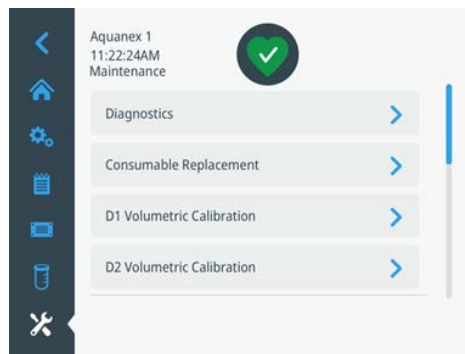 Aquanex 1
11:22:24AM
Maintenance
Diagnostics
Consumable Replacement
D1 Volumetric Calibration
D2 Volumetric Calibration